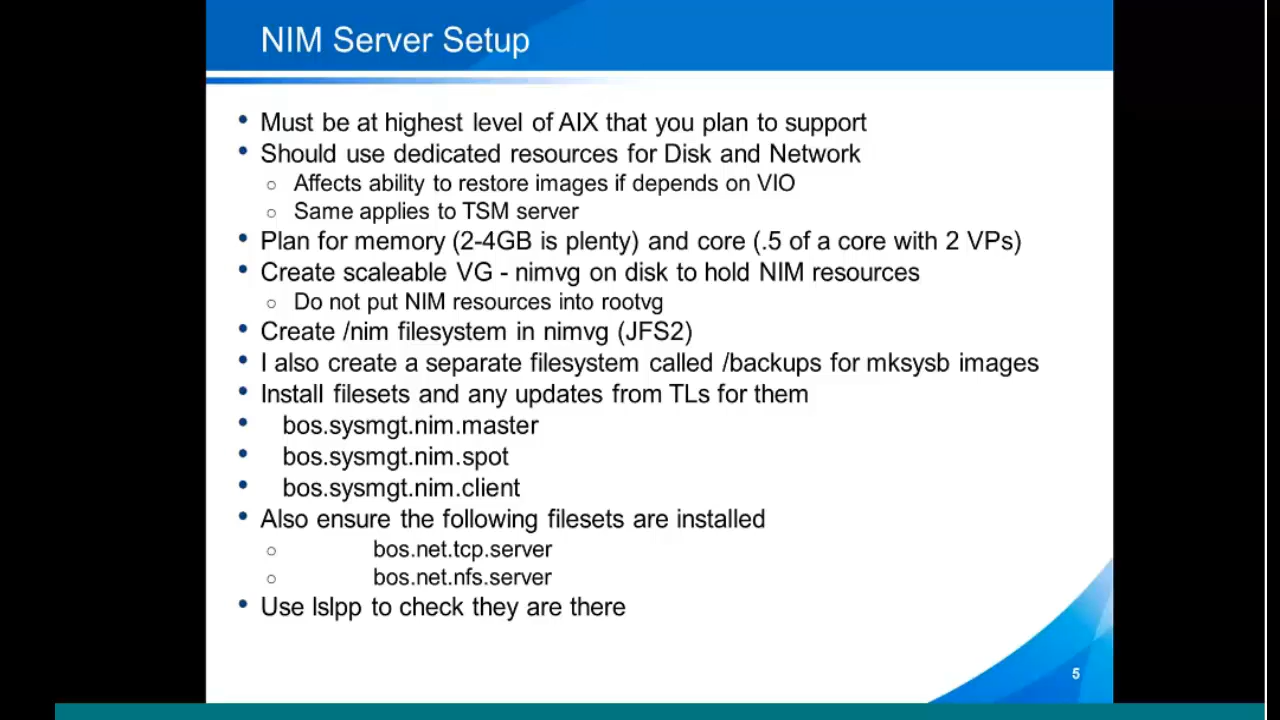 NIM Server Setup
• Must be at highest level of AIX that you plan to support
• Should use dedicated resources for Disk and Network
○ Affects ability to restore images if depends on VIO
○ Same applies to TSM server
• Plan for memory (2-4GB is plenty) and core (.5 of a core with 2 VPs)
• Create scaleable VG - nimvg on disk to hold NIM resources
○ Do not put NIM resources into rootvg
• Create /nim filesystem in nimvg (JFS2)
• I also create a separate filesystem called /backups for mksysb images
• Install filesets and any updates from TLs for them
• bos.sysmgt.nim.master
• bos.sysmgt.nim.spot
• bos.sysmgt.nim.client
• Also ensure the following filesets are installed
○ bos.net.tcp.server
○ bos.net.nfs.server
• Use lslpp to check they are there
5